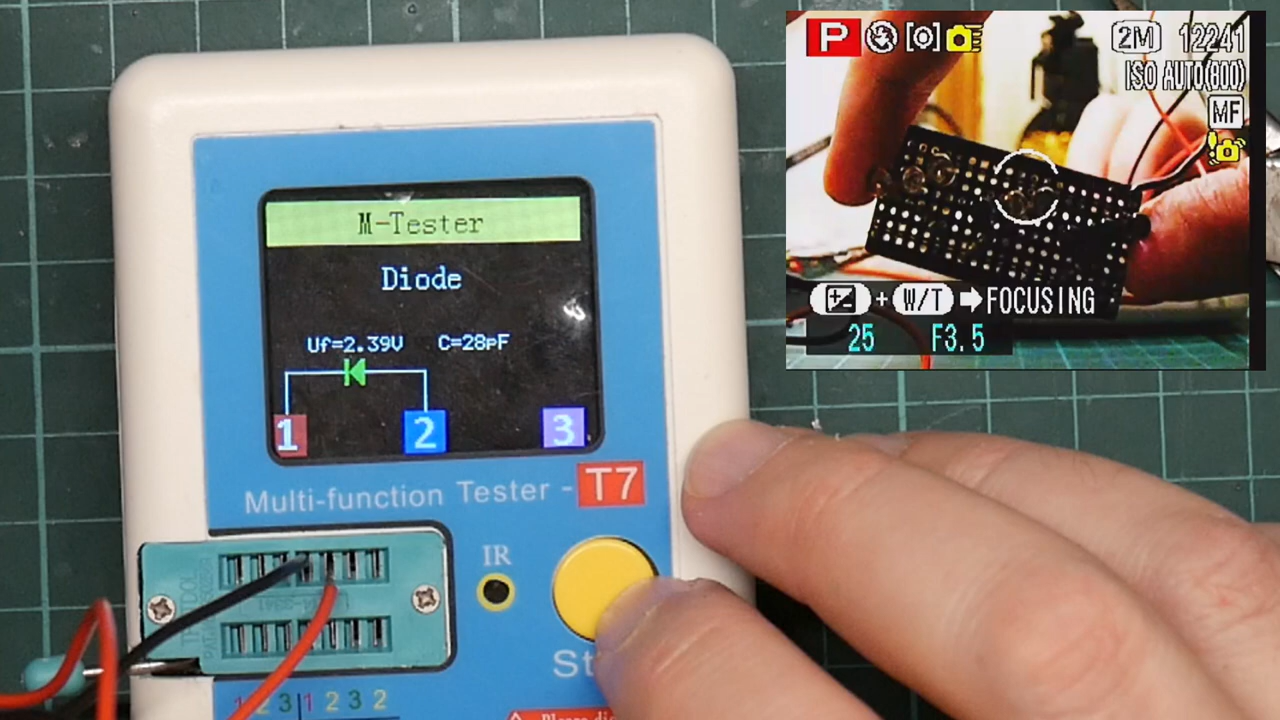 M-Tester
Diode
Uf=2.39V C=28pF
1 2 3
Multi-function Tester - T7
IR
St
1 2 3 1 2 3 2
P 2M 12241
ISO AUTO(800)
MF
+ W/T FOCUSING
25 F3.5